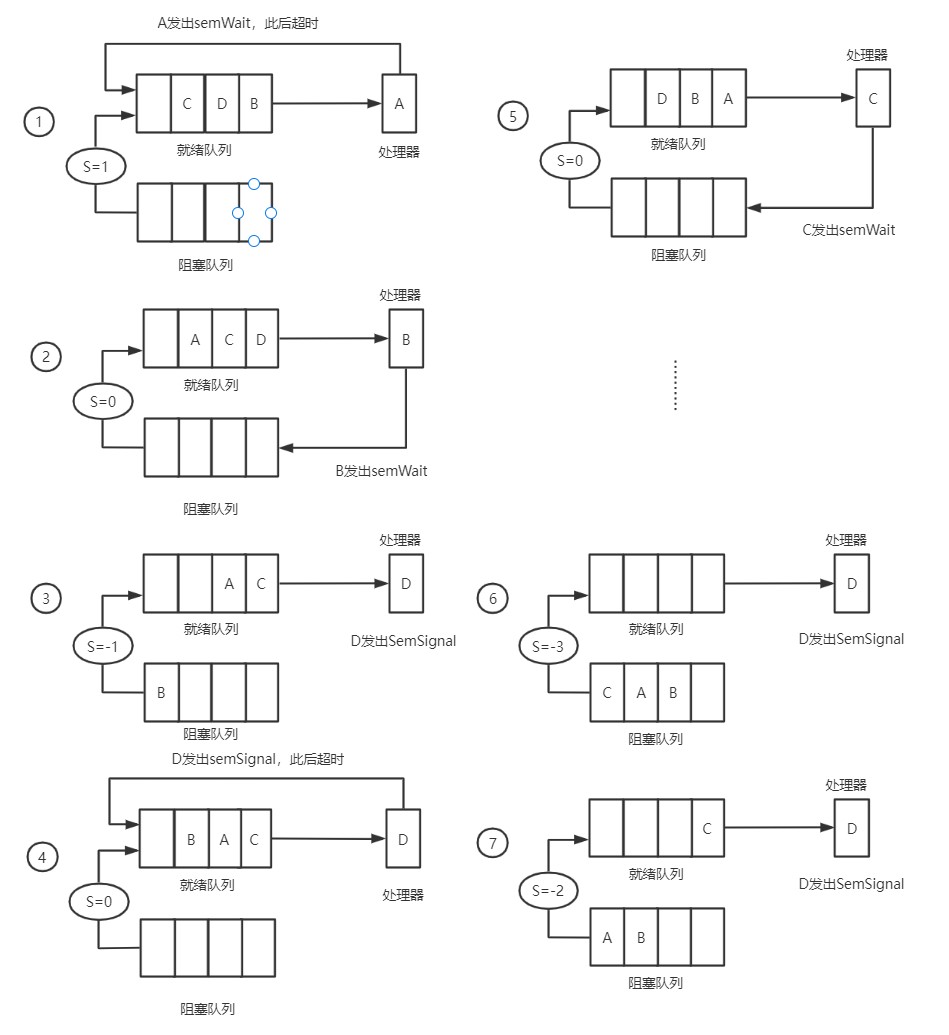 A发出semWait，此后超时
1
C D B
A
就绪队列
处理器
S=1
阻塞队列
处理器
2
A C D
B
就绪队列
S=0
B发出semWait
阻塞队列
处理器
3
A C
D
就绪队列
D发出SemSignal
S=-1
B
阻塞队列
D发出semSignal，此后超时
4
B A C
D
就绪队列
处理器
S=0
阻塞队列
处理器
5
D B A
C
就绪队列
S=0
C发出semWait
阻塞队列
处理器
6
D
就绪队列
D发出SemSignal
S=-3
C A B
阻塞队列
处理器
7
C
D
就绪队列
D发出SemSignal
S=-2
A B
阻塞队列